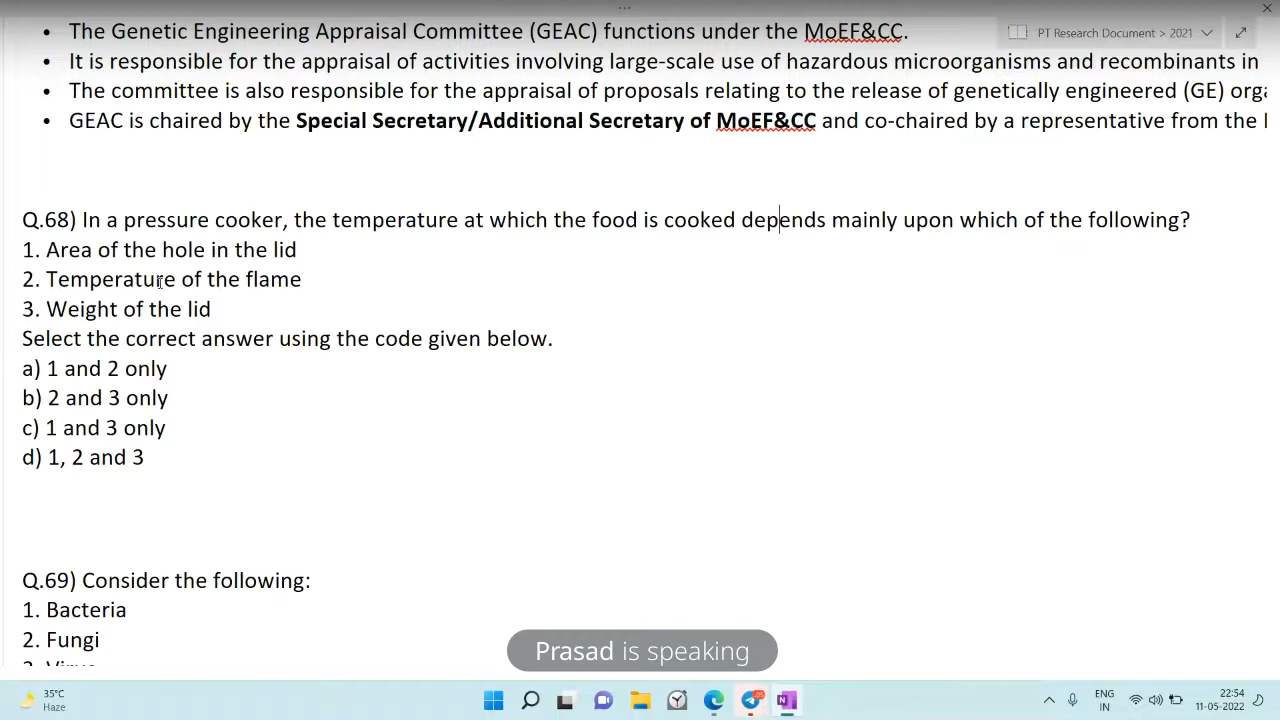 • The Genetic Engineering Appraisal Committee (GEAC) functions under the MoEF&CC.
PT Research Document > 2021
• It is responsible for the appraisal of activities involving large-scale use of hazardous microorganisms and recombinants in
• The committee is also responsible for the appraisal of proposals relating to the release of genetically engineered (GE) orga
• GEAC is chaired by the Special Secretary/Additional Secretary of MoEF&CC and co-chaired by a representative from the
Q.68) In a pressure cooker, the temperature at which the food is cooked depends mainly upon which of the following?
1. Area of the hole in the lid
2. Temperature of the flame
3. Weight of the lid
Select the correct answer using the code given below.
a) 1 and 2 only
b) 2 and 3 only
c) 1 and 3 only
d) 1, 2 and 3
Q.69) Consider the following:
1. Bacteria
2. Fungi
Prasad is speaking
35°C
Haze
05
ENG
IN
22:54
11-05-2022